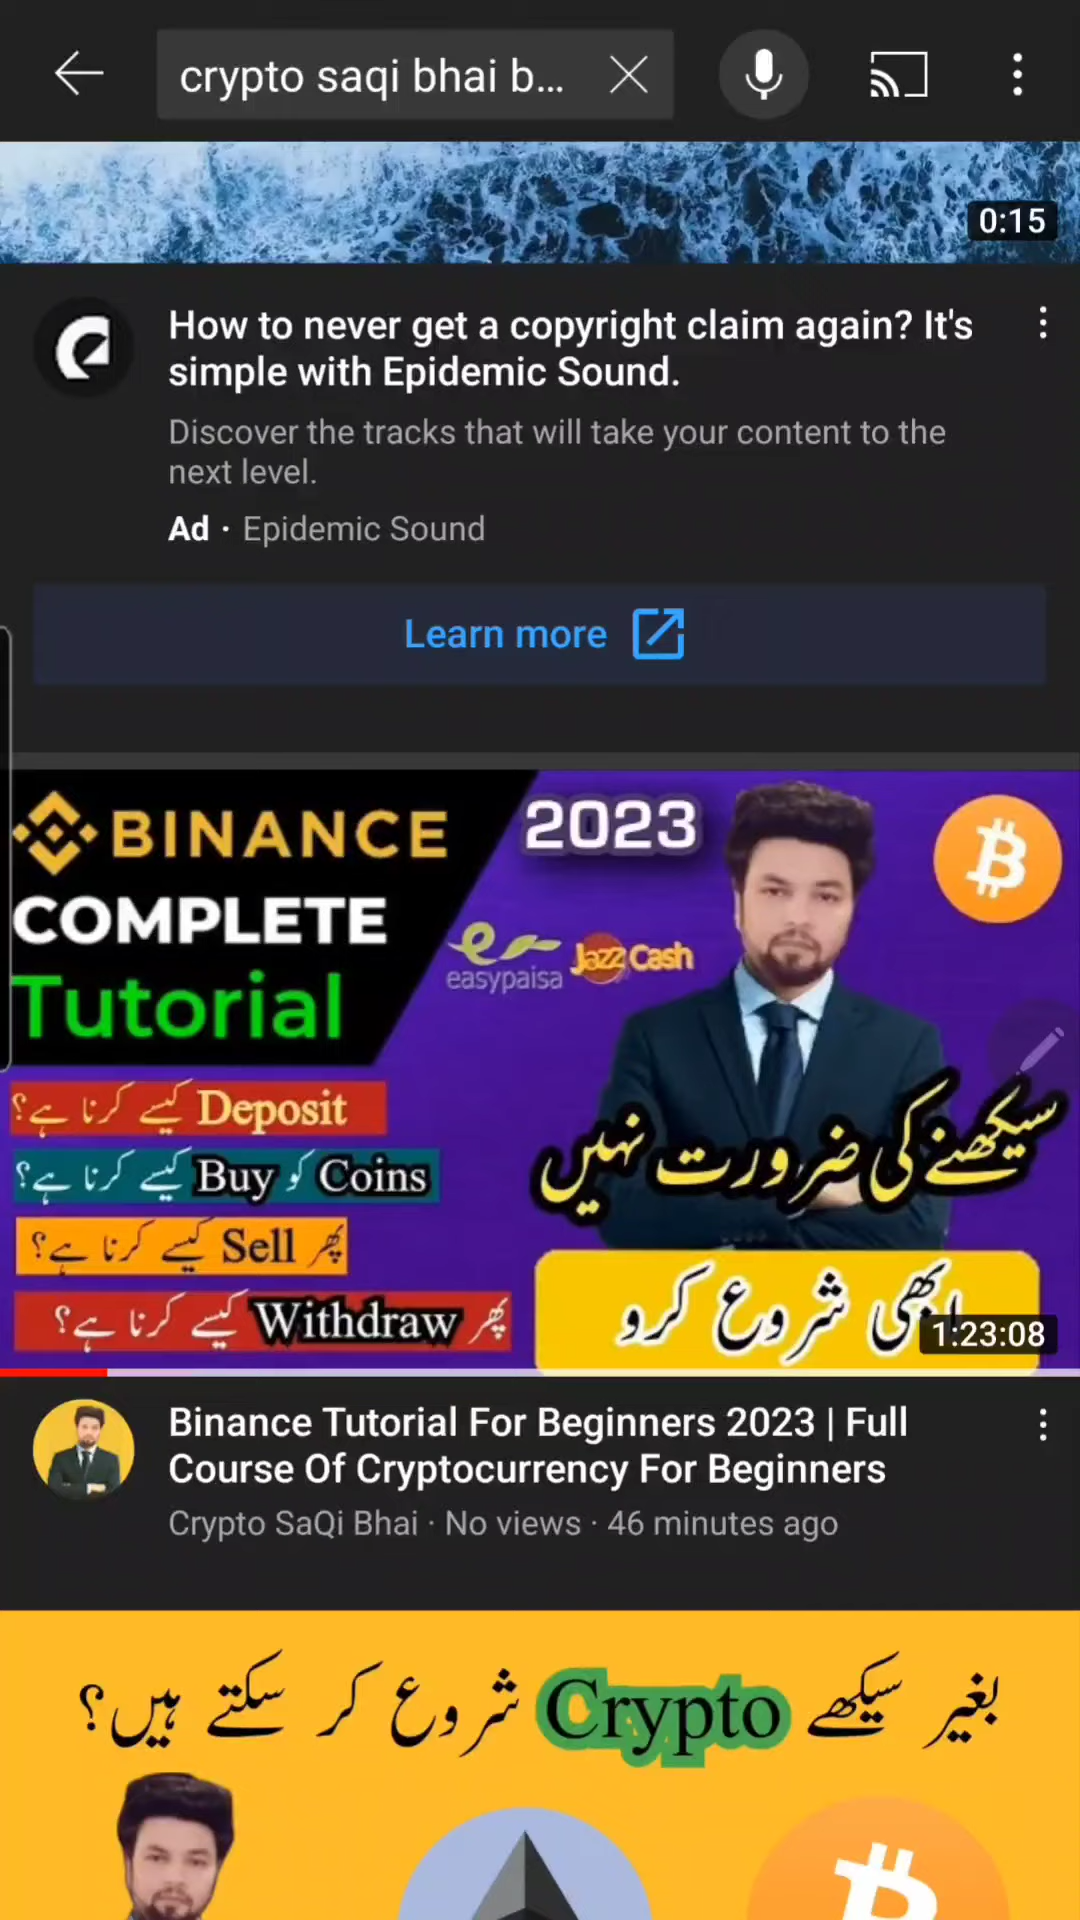 crypto saqi bhai b...
0:15
How to never get a copyright claim again? It's
simple with Epidemic Sound.
Discover the tracks that will take your content to the
next level.
Ad · Epidemic Sound
Learn more
BINANCE
2023
COMPLETE
easypaisa
JazzCash
Tutorial
Deposit کیسے کرنا ہے؟
Coins کو Buy کیسے کرنا ہے؟
پھر Sell کیسے کرنا ہے؟
پھر Withdraw کیسے کرنا ہے؟
سیکھنے کی ضرورت نہیں
ابھی شروع کرو
1:23:08
Binance Tutorial For Beginners 2023 | Full
Course Of Cryptocurrency For Beginners
Crypto SaQi Bhai · No views · 46 minutes ago
بغیر سیکھے Crypto شروع کر سکتے ہیں؟